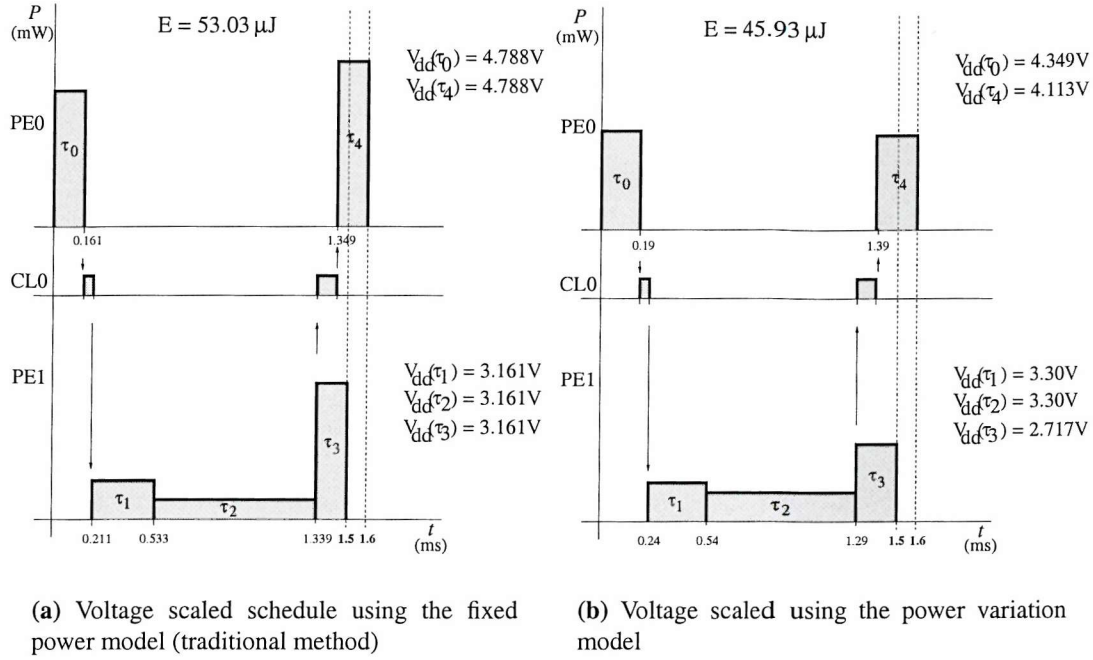 P
(mW)
E = 53.03 μJ
Vdd(τ0) = 4.788V
Vdd(τ4) = 4.788V
PE0
τ0
τ4
0.161
1.349
CL0
PE1
Vdd(τ1) = 3.161V
Vdd(τ2) = 3.161V
Vdd(τ3) = 3.161V
τ3
τ1
τ2
0.211
0.533
1.339
1.5
1.6
t
(ms)
(a) Voltage scaled schedule using the fixed
power model (traditional method)
P
(mW)
E = 45.93 μJ
Vdd(τ0) = 4.349V
Vdd(τ4) = 4.113V
PE0
τ0
τ4
0.19
1.39
CL0
PE1
Vdd(τ1) = 3.30V
Vdd(τ2) = 3.30V
Vdd(τ3) = 2.717V
τ3
τ1
τ2
0.24
0.54
1.29
1.5
1.6
t
(ms)
(b) Voltage scaled using the power variation
model